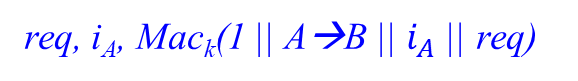 req, i_A, Mac_k(1 || A→B || i_A || req)